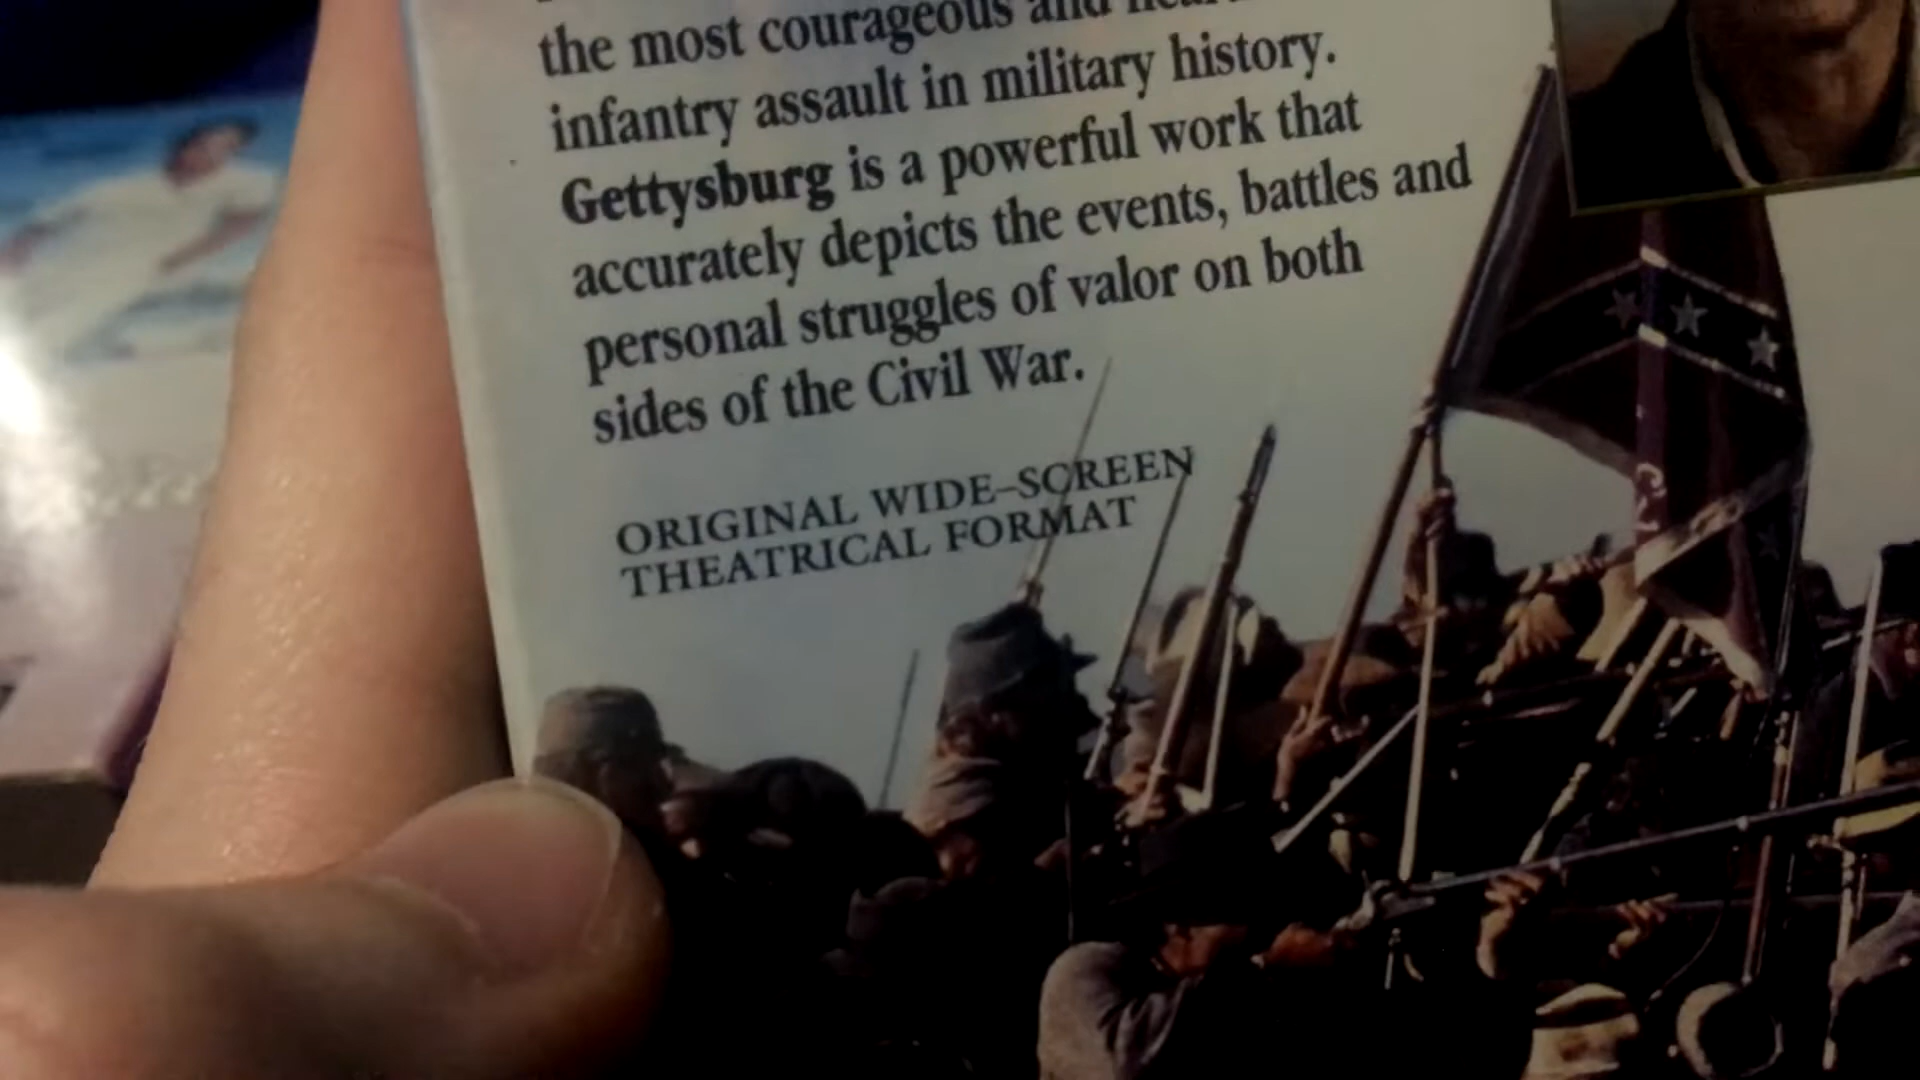 the most courageous and
infantry assault in military history.
Gettysburg is a powerful work that
accurately depicts the events, battles and
personal struggles of valor on both
sides of the Civil War.
ORIGINAL WIDE–SCREEN
THEATRICAL FORMAT